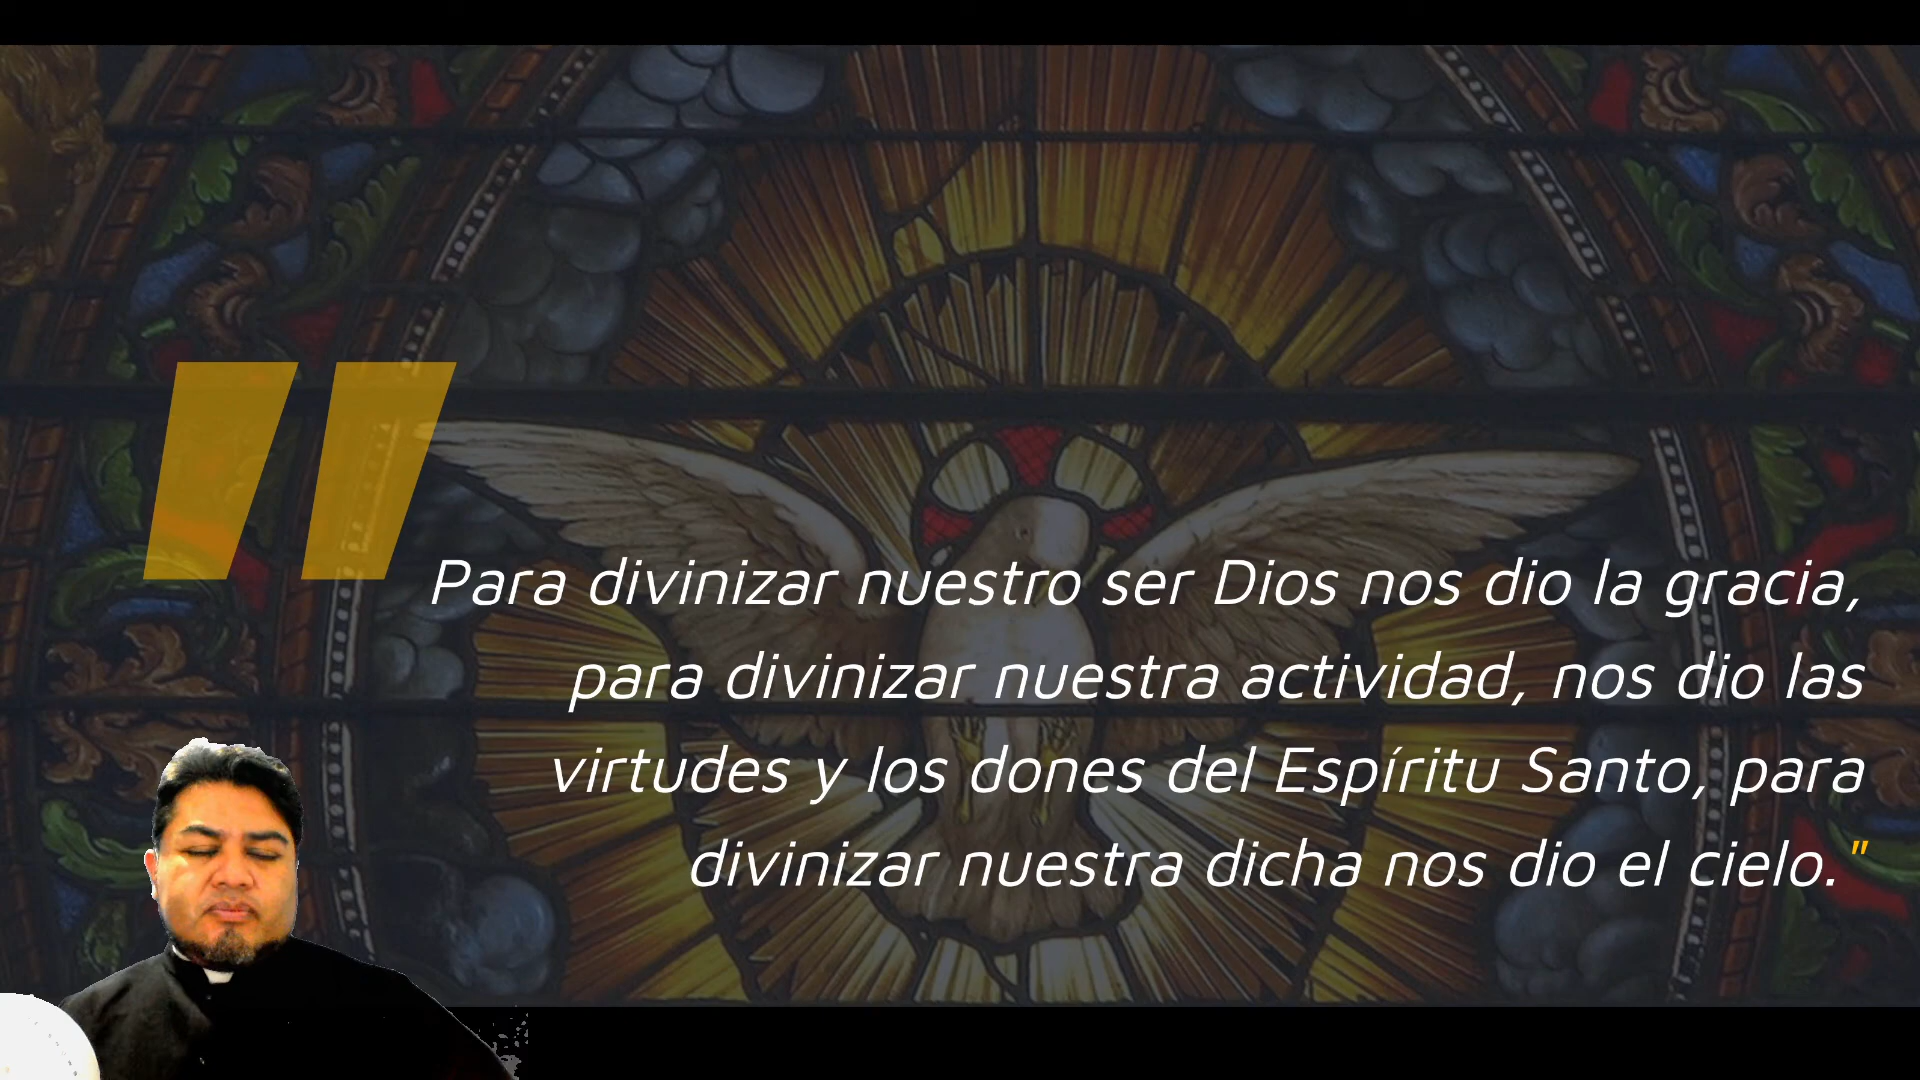 "Para divinizar nuestro ser Dios nos dio la gracia,
para divinizar nuestra actividad, nos dio las
virtudes y los dones del Espíritu Santo, para
divinizar nuestra dicha nos dio el cielo."